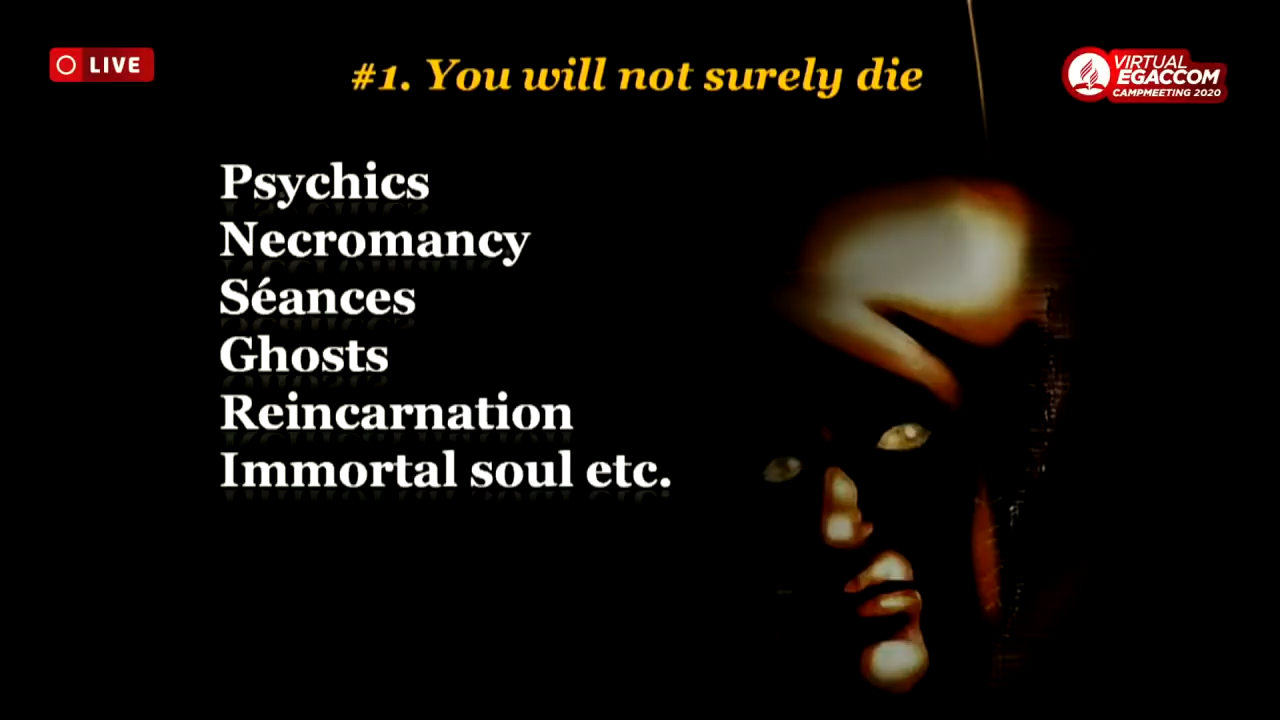 LIVE
#1. You will not surely die
VIRTUAL
EGACCOM
CAMPMEETING 2020
Psychics
Necromancy
Séances
Ghosts
Reincarnation
Immortal soul etc.